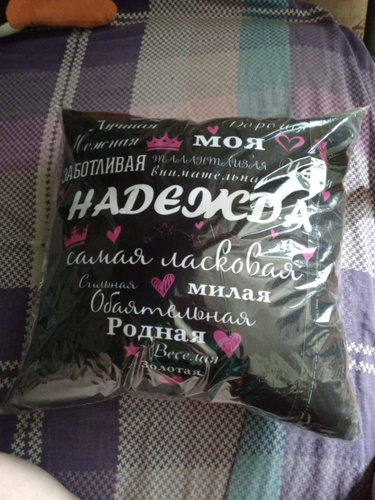 Лучшая Дорогая
Нежная МОЯ
ЗАБОТЛИВАЯ ТАЛАНТЛИВАЯ
внимательная
НАДЕЖДА
самая ласковая
Сильная милая
Обаятельная
Родная
Веселая
золотая